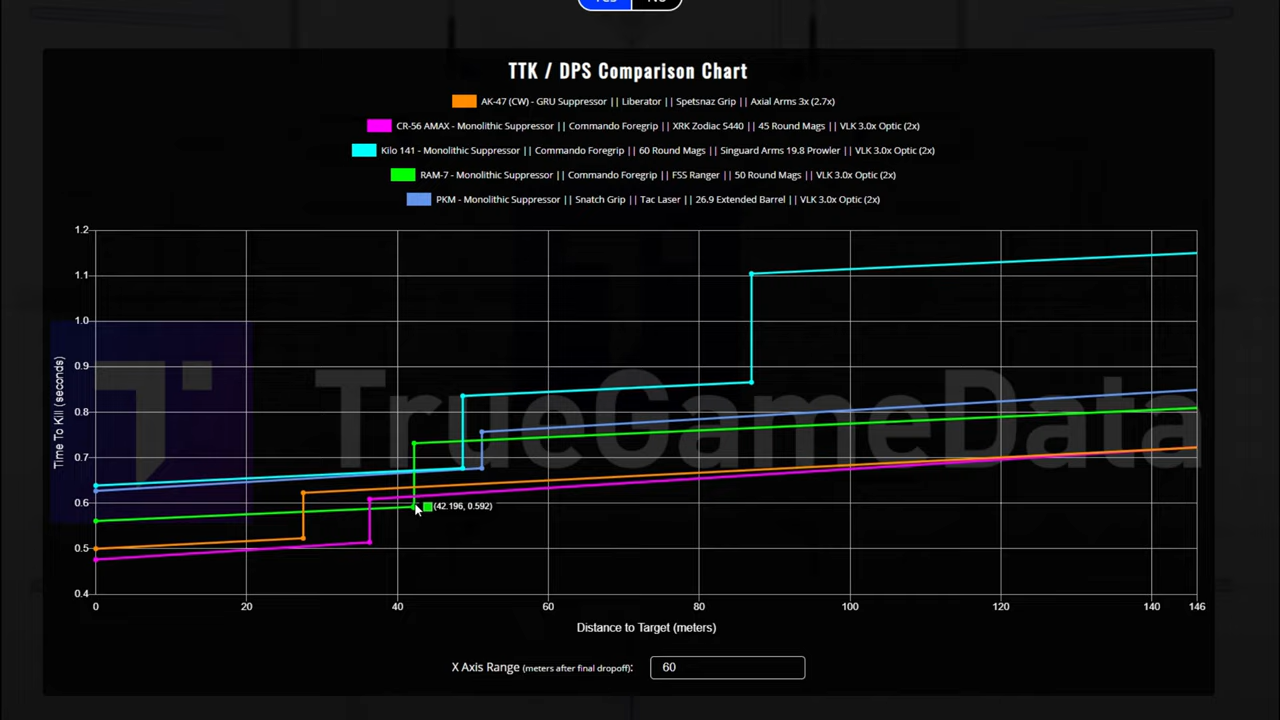 YES NO
TTK / DPS Comparison Chart
AK-47 (CW) - GRU Suppressor || Liberator || Spetsnaz Grip || Axial Arms 3x (2.7x)
CR-56 AMAX - Monolithic Suppressor || Commando Foregrip || XRK Zodiac S440 || 45 Round Mags || VLK 3.0x Optic (2x)
Kilo 141 - Monolithic Suppressor || Commando Foregrip || 60 Round Mags || Singuard Arms 19.8 Prowler || VLK 3.0x Optic (2x)
RAM-7 - Monolithic Suppressor || Commando Foregrip || FSS Ranger || 50 Round Mags || VLK 3.0x Optic (2x)
PKM - Monolithic Suppressor || Snatch Grip || Tac Laser || 26.9 Extended Barrel || VLK 3.0x Optic (2x)
1.2
1.1
1.0
0.9
0.8
0.7
0.6
0.5
0.4
Time To Kill (seconds)
TrueGameData
(42.196, 0.592)
0 20 40 60 80 100 120 140 146
Distance to Target (meters)
X Axis Range (meters after final dropoff): 60